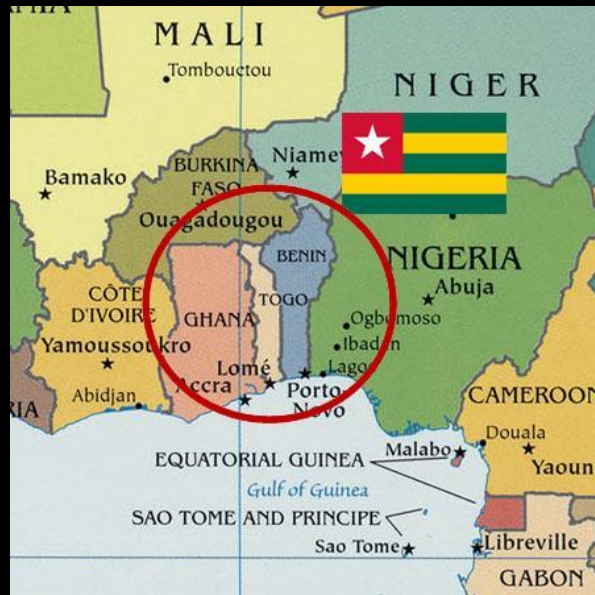 MALI
Tombouctou
NIGER
BURKINA
FASO
Niamey
Bamako
Ouagadougou
BENIN
NIGERIA
Abuja
CÔTE
D'IVOIRE
GHANA
TOGO
Ogbomoso
Ibadan
Yamoussoukro
Lomé
Lagos
Abidjan
Accra
Porto-
Novo
CAMEROON
Douala
EQUATORIAL GUINEA
Malabo
Yaoun
Gulf of Guinea
SAO TOME AND PRINCIPE
Sao Tome
Libreville
GABON